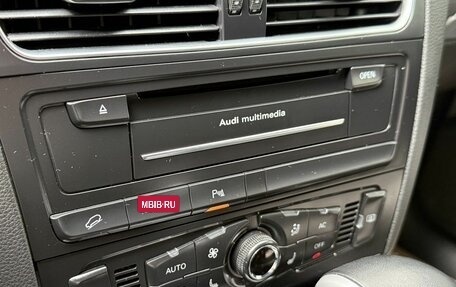 OPEN
Audi multimedia
MBIB.RU
P
AUTO
AC
OFF